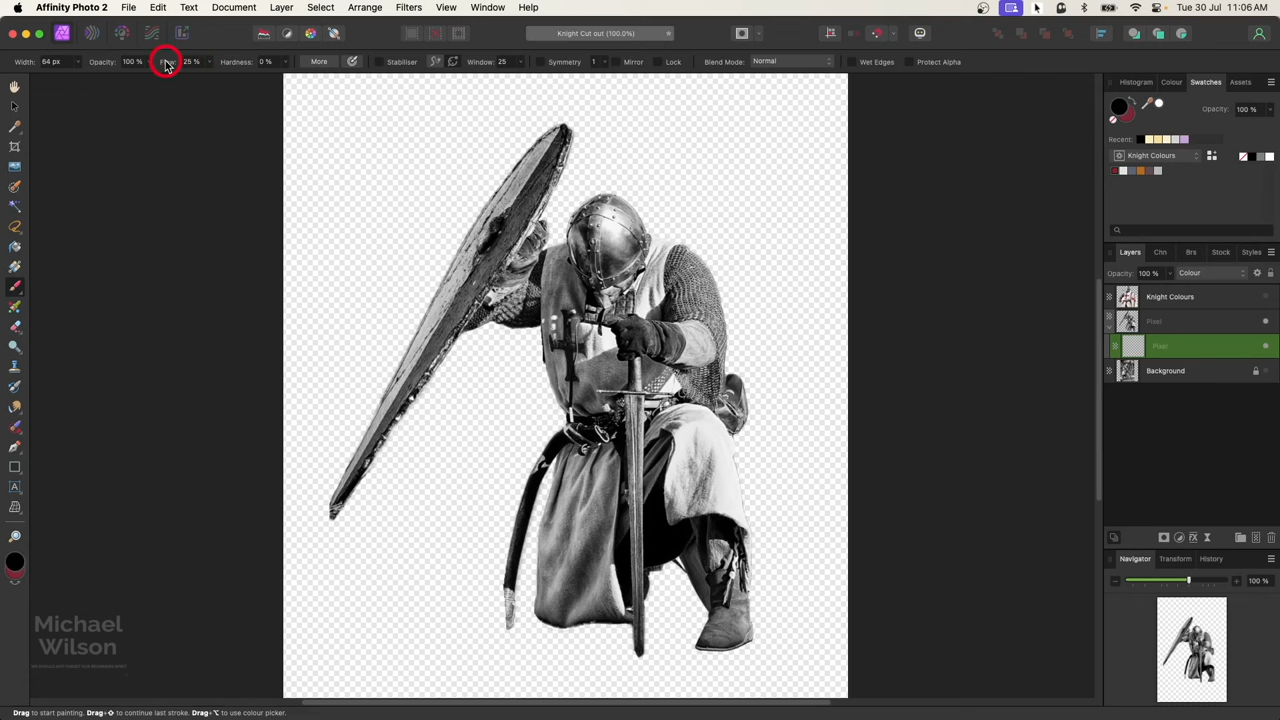 Affinity Photo 2 File Edit Text Document Layer Select Arrange Filters View Window Help Tue 30 Jul 11:06 AM
Knight Cut out (100.0%)
Width: 64 px Opacity: 100 % 25 % Hardness: 0 % More Stabiliser Window: 25 Symmetry 1 Mirror Lock Blend Mode: Normal Wet Edges Protect Alpha
Histogram Colour Swatches Assets
Opacity: 100 %
Recent:
Knight Colours
Layers Chn Brs Stock Styles
Opacity: 100 % Colour
Knight Colours
Pixel
Pixel
Background
Navigator Transform History
100 %
Michael
Wilson
Drag to start painting. Drag+⇧ to continue last stroke. Drag+⌥ to use colour picker.